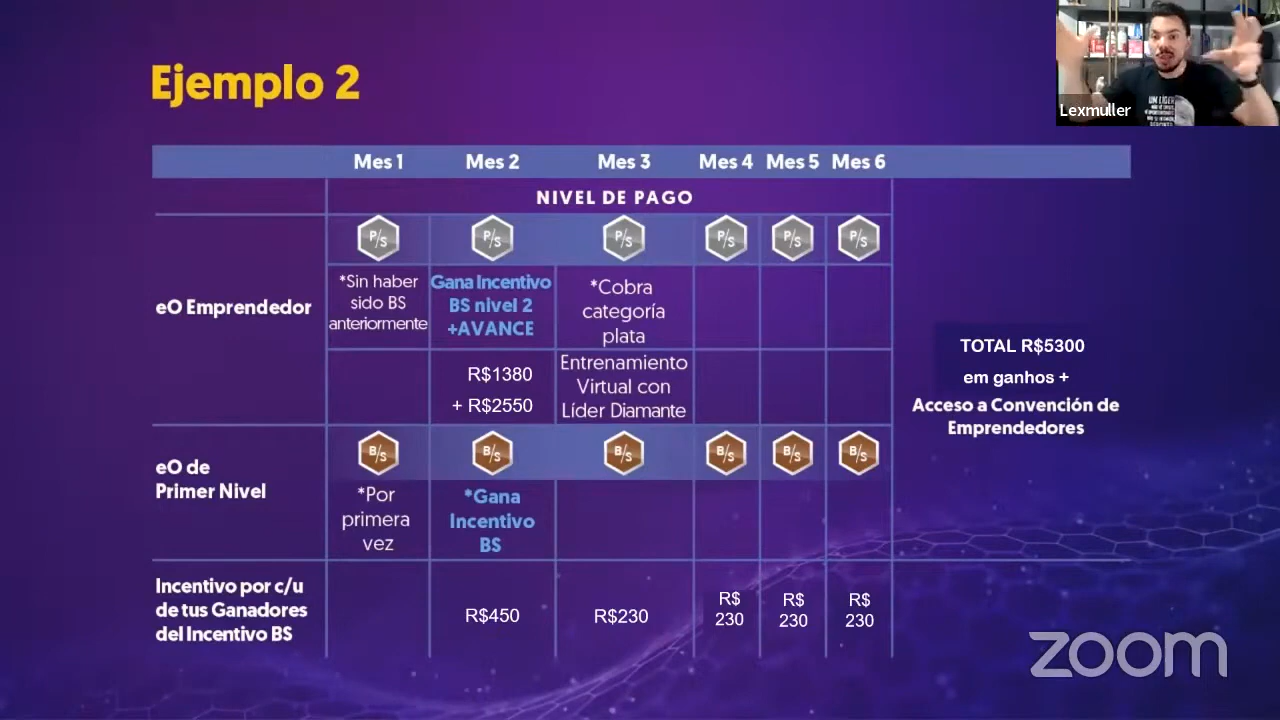 Ejemplo 2
Lexmuller
Mes 1 Mes 2 Mes 3 Mes 4 Mes 5 Mes 6
NIVEL DE PAGO
P/S P/S P/S P/S P/S P/S
eO Emprendedor
*Sin haber
sido BS
anteriormente
Gana Incentivo
BS nivel 2
+AVANCE
*Cobra
categoría
plata
R$1380
+ R$2550
Entrenamiento
Virtual con
Líder Diamante
TOTAL R$5300
em ganhos +
Acceso a Convención de
Emprendedores
B/S B/S B/S B/S B/S B/S
eO de
Primer Nivel
*Por
primera
vez
*Gana
Incentivo
BS
Incentivo por c/u
de tus Ganadores
del Incentivo BS
R$450
R$230
R$
230
R$
230
R$
230
zoom
UM LÍDER